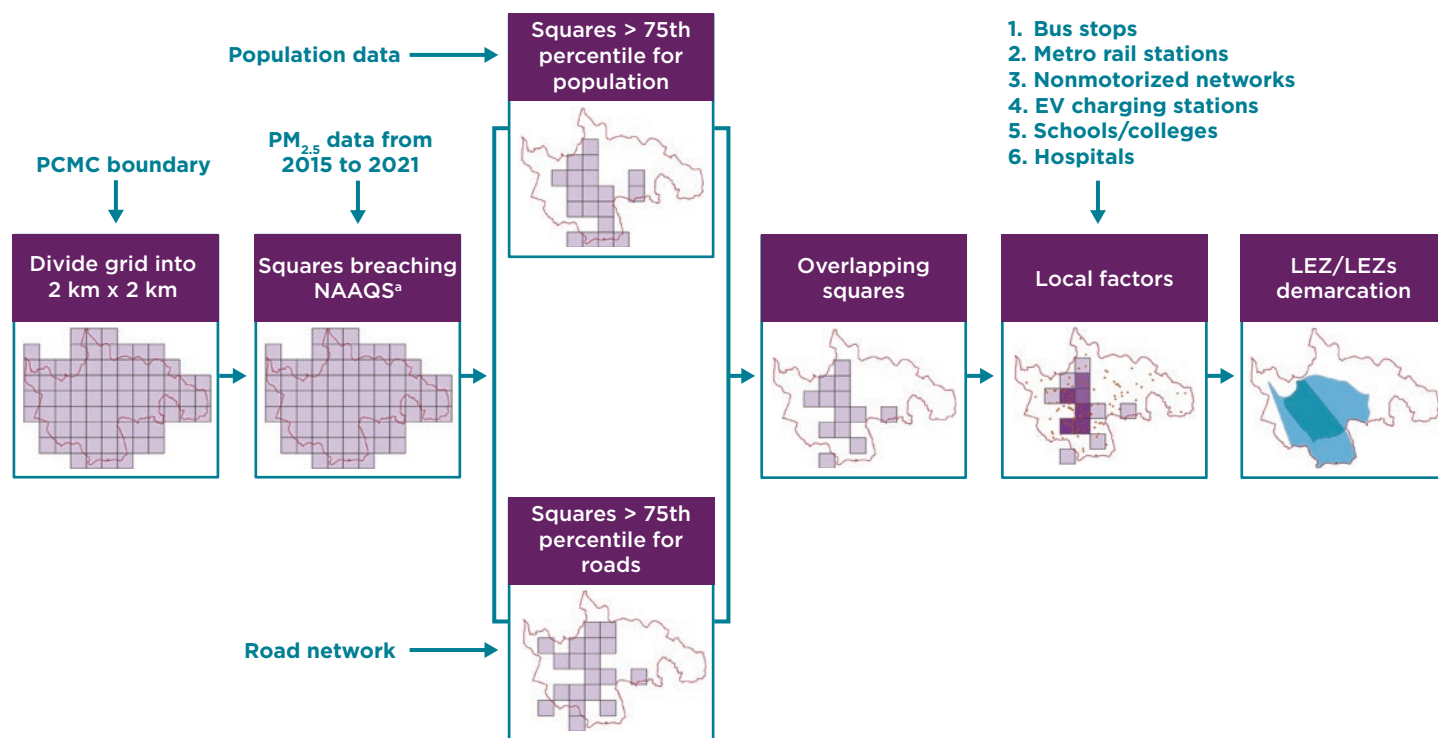 PCMC boundary
Divide grid into
2 km x 2 km
PM2.5 data from
2015 to 2021
Squares breaching
NAAQSᵃ
Population data
Squares > 75th
percentile for
population
Road network
Squares > 75th
percentile for
roads
Overlapping
squares
1. Bus stops
2. Metro rail stations
3. Nonmotorized networks
4. EV charging stations
5. Schools/colleges
6. Hospitals
Local factors
LEZ/LEZs
demarcation